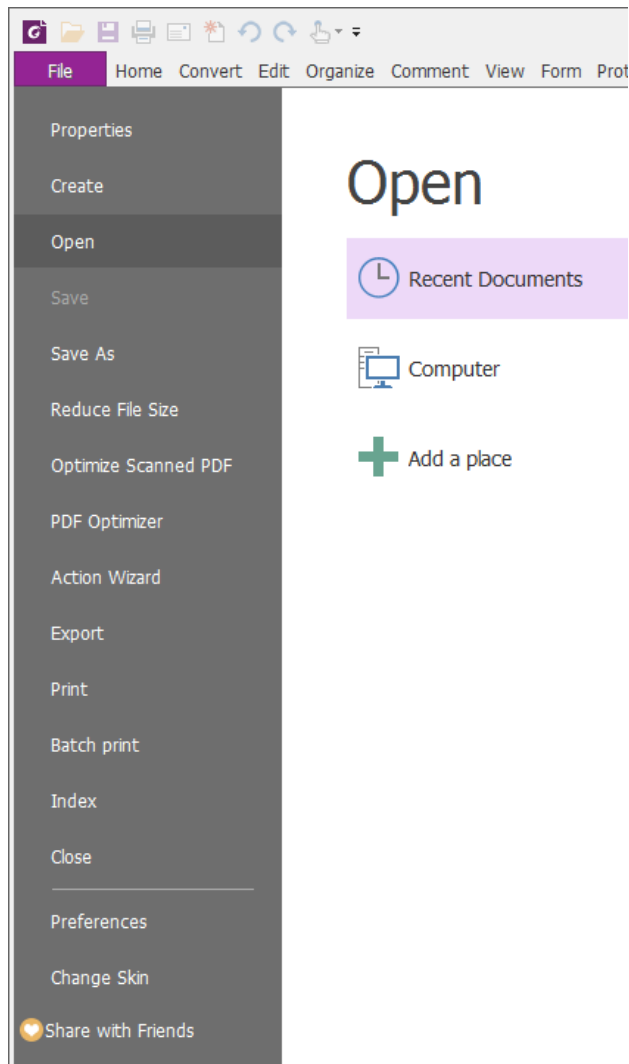 File Home Convert Edit Organize Comment View Form Prot
Properties
Create
Open
Save
Save As
Reduce File Size
Optimize Scanned PDF
PDF Optimizer
Action Wizard
Export
Print
Batch print
Index
Close
Preferences
Change Skin
Share with Friends
Open
Recent Documents
Computer
Add a place